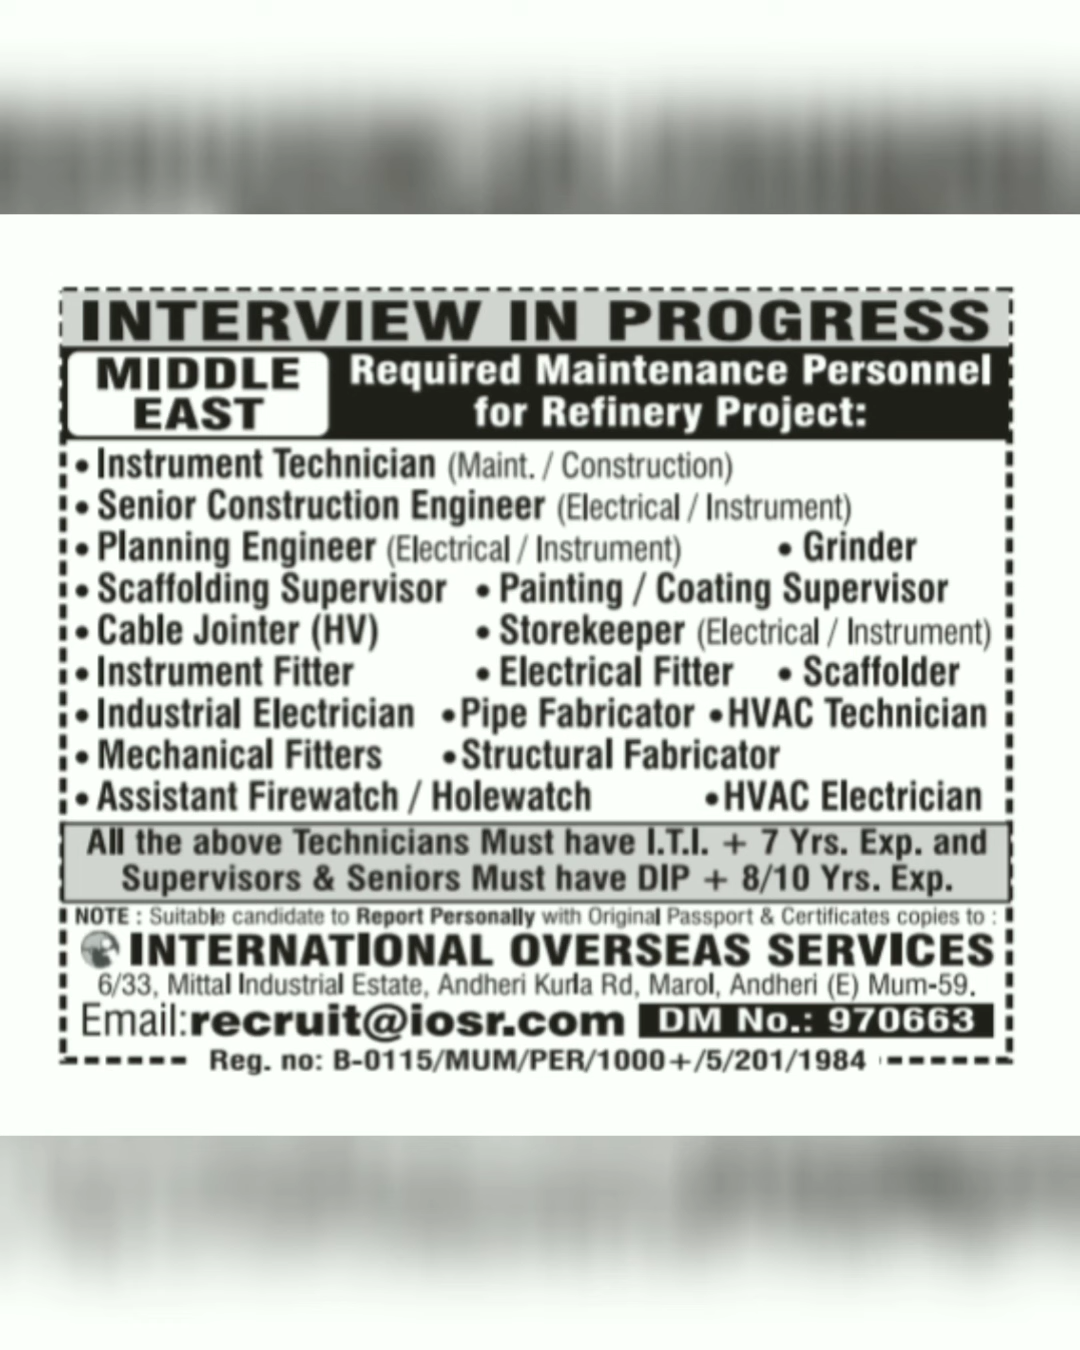 INTERVIEW IN PROGRESS
MIDDLE EAST
Required Maintenance Personnel
for Refinery Project:
• Instrument Technician (Maint. / Construction)
• Senior Construction Engineer (Electrical / Instrument)
• Planning Engineer (Electrical / Instrument) • Grinder
• Scaffolding Supervisor • Painting / Coating Supervisor
• Cable Jointer (HV) • Storekeeper (Electrical / Instrument)
• Instrument Fitter • Electrical Fitter • Scaffolder
• Industrial Electrician • Pipe Fabricator • HVAC Technician
• Mechanical Fitters • Structural Fabricator
• Assistant Firewatch / Holewatch • HVAC Electrician
All the above Technicians Must have I.T.I. + 7 Yrs. Exp. and
Supervisors & Seniors Must have DIP + 8/10 Yrs. Exp.
NOTE : Suitable candidate to Report Personally with Original Passport & Certificates copies to :
INTERNATIONAL OVERSEAS SERVICES
6/33, Mittal Industrial Estate, Andheri Kurla Rd, Marol, Andheri (E) Mum-59.
Email:recruit@iosr.com DM No.: 970663
Reg. no: B-0115/MUM/PER/1000+/5/201/1984